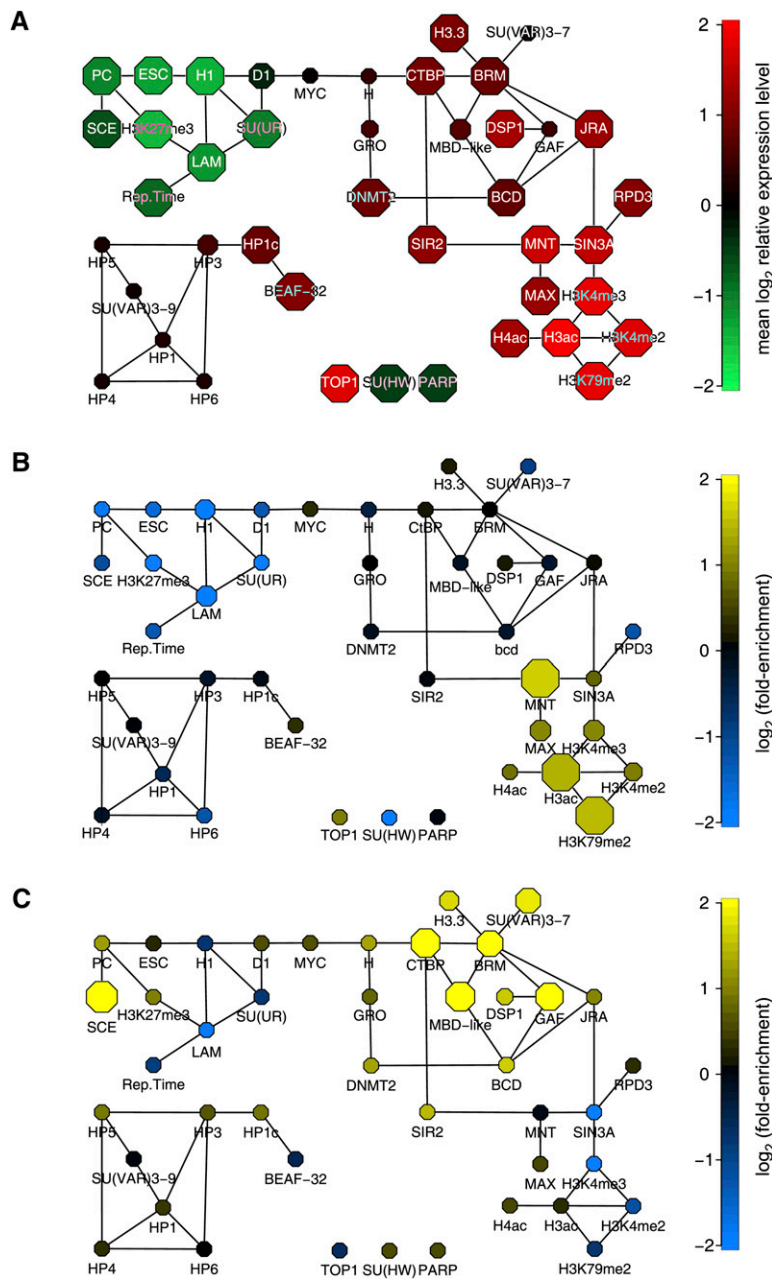 A
H3.3
SU(VAR)3-7
PC
ESC
H1
D1
MYC
H
CTBP
BRM
SCE
H3K27me3
SU(UR)
GRO
MBD-like
DSP1
GAF
JRA
LAM
Rep.Time
DNMT2
BCD
RPD3
HP5
HP3
HP1c
SIR2
MNT
SIN3A
SU(VAR)3-9
BEAF-32
MAX
H3K4me3
HP1
H4ac
H3ac
H3K4me2
HP4
HP6
TOP1
SU(HW)
PARP
H3K79me2
2
1
0
-1
-2
mean log2 relative expression lelvel
B
H3.3
SU(VAR)3-7
PC
ESC
H1
D1
MYC
H
CtBP
BRM
SCE
H3K27me3
SU(UR)
GRO
MBD-like
DSP1
GAF
JRA
LAM
Rep.Time
DNMT2
bcd
RPD3
HP5
HP3
HP1c
SIR2
MNT
SIN3A
SU(VAR)3-9
BEAF-32
MAX
H3K4me3
HP1
H4ac
H3ac
H3K4me2
HP4
HP6
TOP1
SU(HW)
PARP
H3K79me2
2
1
0
-1
-2
log2 (fold-enrichment)
C
H3.3
SU(VAR)3-7
PC
ESC
H1
D1
MYC
H
CTBP
BRM
SCE
H3K27me3
SU(UR)
GRO
MBD-like
DSP1
GAF
JRA
LAM
Rep.Time
DNMT2
BCD
RPD3
HP5
HP3
HP1c
SIR2
MNT
SIN3A
SU(VAR)3-9
BEAF-32
MAX
H3K4me3
HP1
H4ac
H3ac
H3K4me2
HP4
HP6
TOP1
SU(HW)
PARP
H3K79me2
2
1
0
-1
-2
log2 (fold-enrichment)